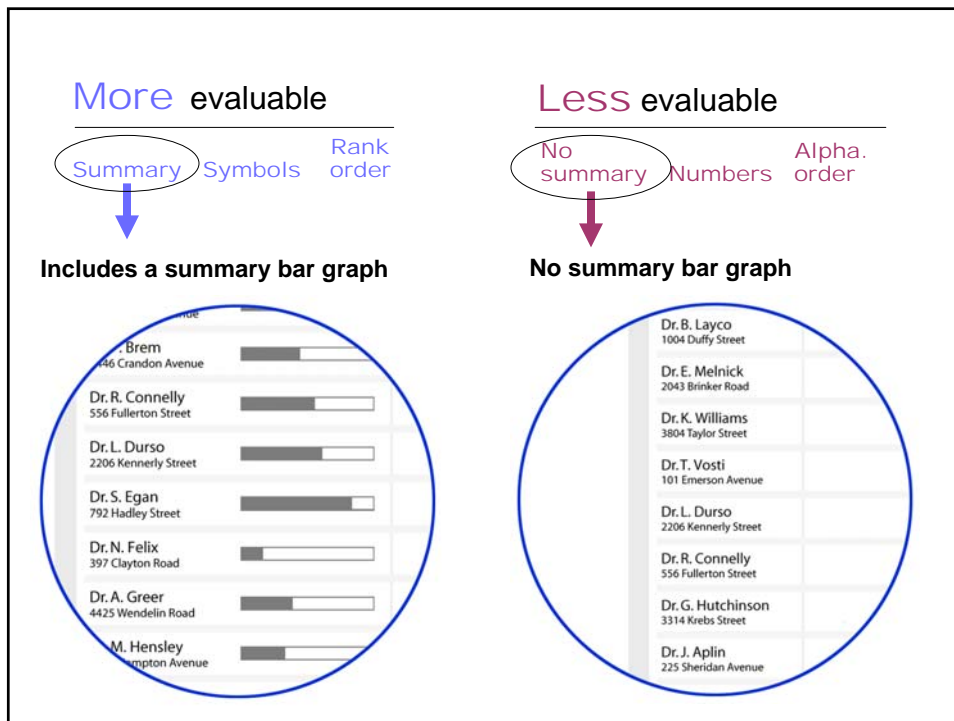 More evaluable
Summary Symbols Rank order
Includes a summary bar graph
Brem
446 Crandon Avenue
Dr. R. Connelly
556 Fullerton Street
Dr. L. Durso
2206 Kennerly Street
Dr. S. Egan
792 Hadley Street
Dr. N. Felix
397 Clayton Road
Dr. A. Greer
4425 Wendelin Road
M. Hensley
Avenue
Less evaluable
No summary Numbers Alpha. order
No summary bar graph
Dr. B. Layco
1004 Duffy Street
Dr. E. Melnick
2043 Brinker Road
Dr. K. Williams
3804 Taylor Street
Dr. T. Vosti
101 Emerson Avenue
Dr. L. Durso
2206 Kennerly Street
Dr. R. Connelly
556 Fullerton Street
Dr. G. Hutchinson
3314 Krebs Street
Dr. J. Aplin
225 Sheridan Avenue